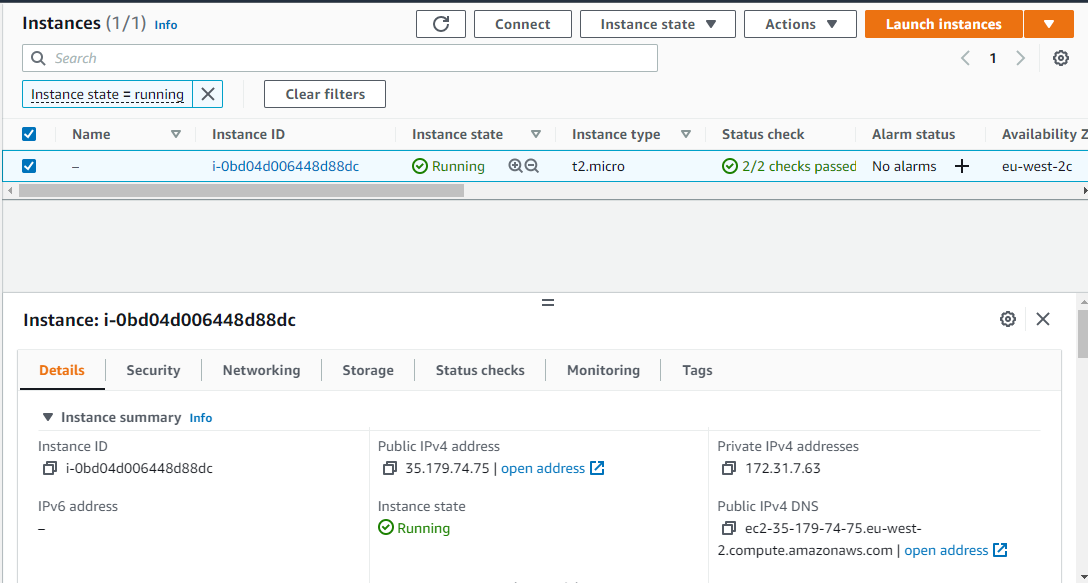 Instances (1/1) Info
Connect
Instance state
Actions
Launch instances
Search
1
Instance state = running
Clear filters
Name Instance ID Instance state Instance type Status check Alarm status Availability Z
– i-0bd04d006448d88dc Running t2.micro 2/2 checks passed No alarms + eu-west-2c
Instance: i-0bd04d006448d88dc
Details Security Networking Storage Status checks Monitoring Tags
Instance summary Info
Instance ID
i-0bd04d006448d88dc
Public IPv4 address
35.179.74.75 | open address
Private IPv4 addresses
172.31.7.63
IPv6 address
–
Instance state
Running
Public IPv4 DNS
ec2-35-179-74-75.eu-west-
2.compute.amazonaws.com | open address